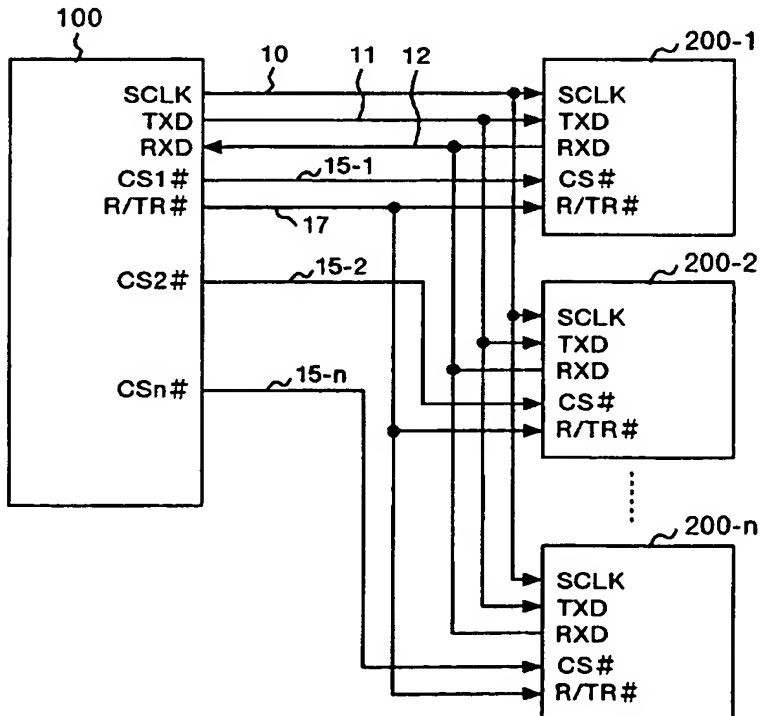 100
SCLK
TXD
RXD
CS1#
R/TR#
CS2#
CSn#
10
11
12
15-1
17
15-2
15-n
200-1
SCLK
TXD
RXD
CS#
R/TR#
200-2
SCLK
TXD
RXD
CS#
R/TR#
200-n
SCLK
TXD
RXD
CS#
R/TR#